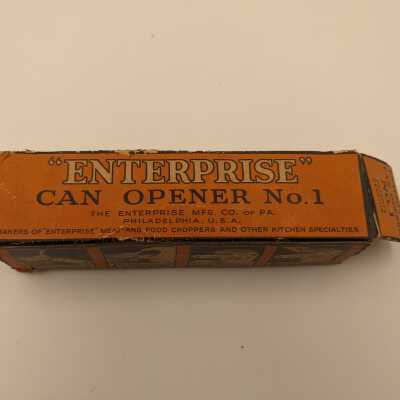 "ENTERPRISE"
CAN OPENER No.1
THE ENTERPRISE MFG. CO. OF PA.
PHILADELPHIA, U.S.A.
MAKERS OF "ENTERPRISE" MEAT AND FOOD CHOPPERS AND OTHER KITCHEN SPECIALTIES